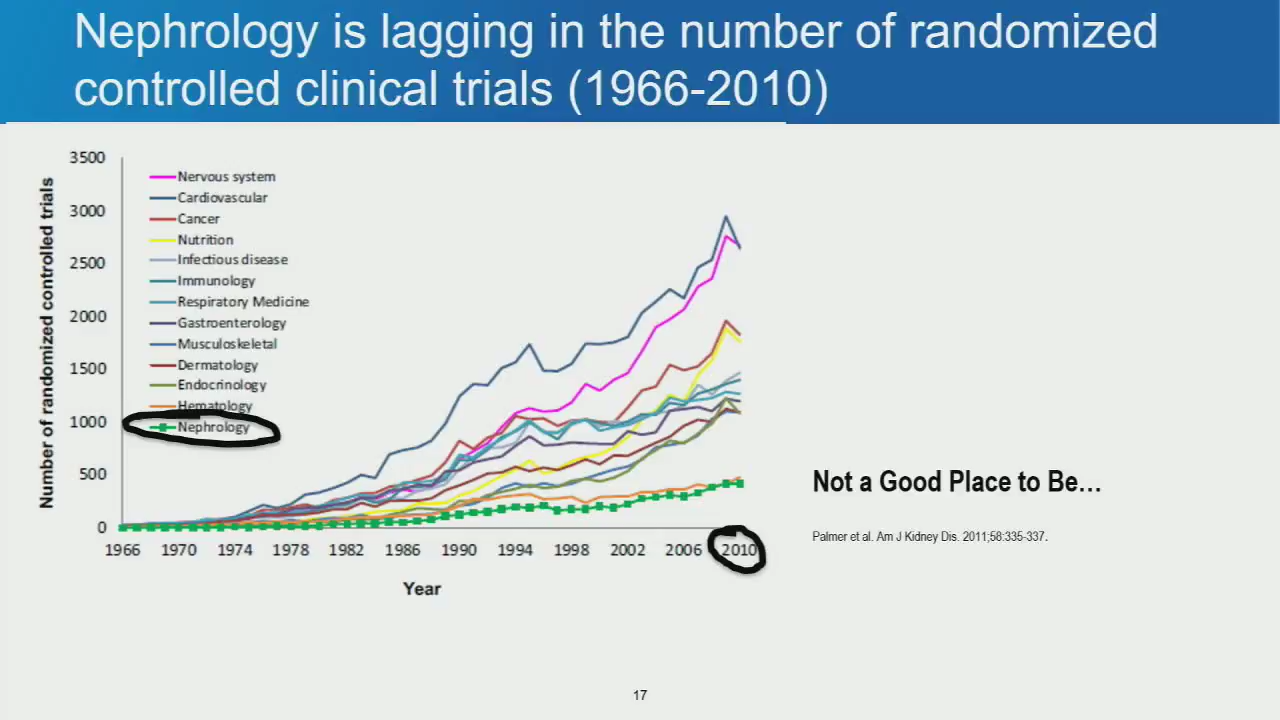 Nephrology is lagging in the number of randomized
controlled clinical trials (1966-2010)
Number of randomized controlled trials
3500
3000
2500
2000
1500
1000
500
0
Nervous system
Cardiovascular
Cancer
Nutrition
Infectious disease
Immunology
Respiratory Medicine
Gastroenterology
Musculoskeletal
Dermatology
Endocrinology
Hematology
Nephrology
1966 1970 1974 1978 1982 1986 1990 1994 1998 2002 2006 2010
Year
Not a Good Place to Be…
Palmer et al. Am J Kidney Dis. 2011;58:335-337.
17